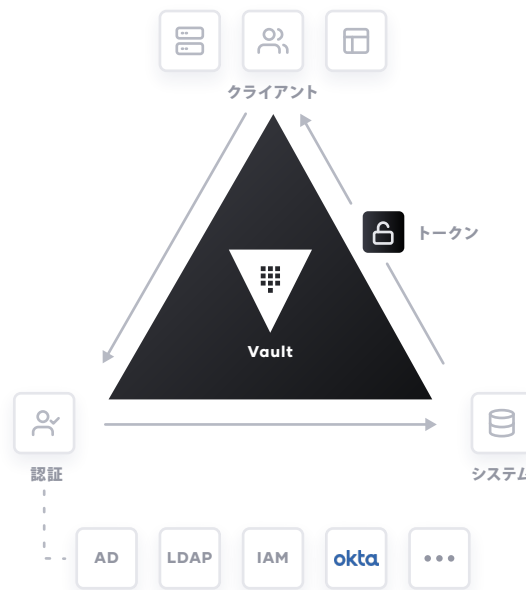 クライアント
トークン
Vault
認証
システム
AD
LDAP
IAM
okta